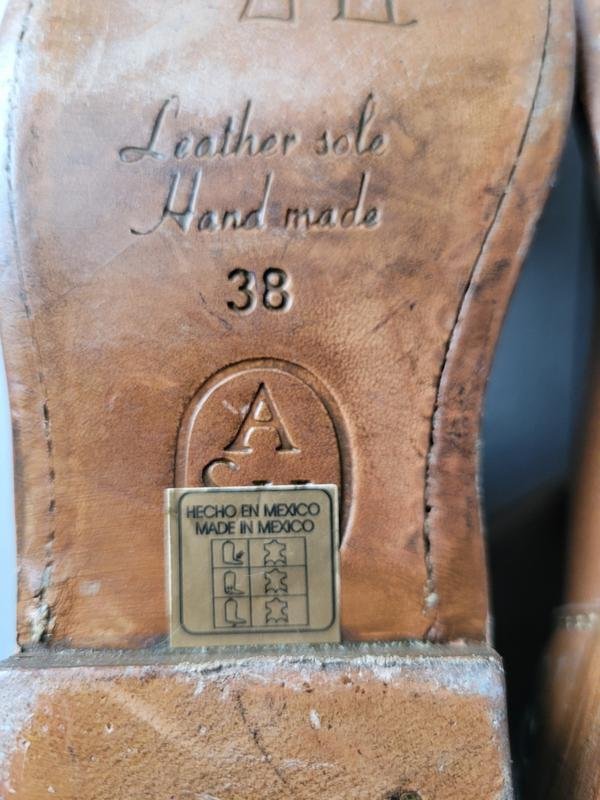 Leather sole
Hand made
38
A
HECHO EN MEXICO
MADE IN MEXICO